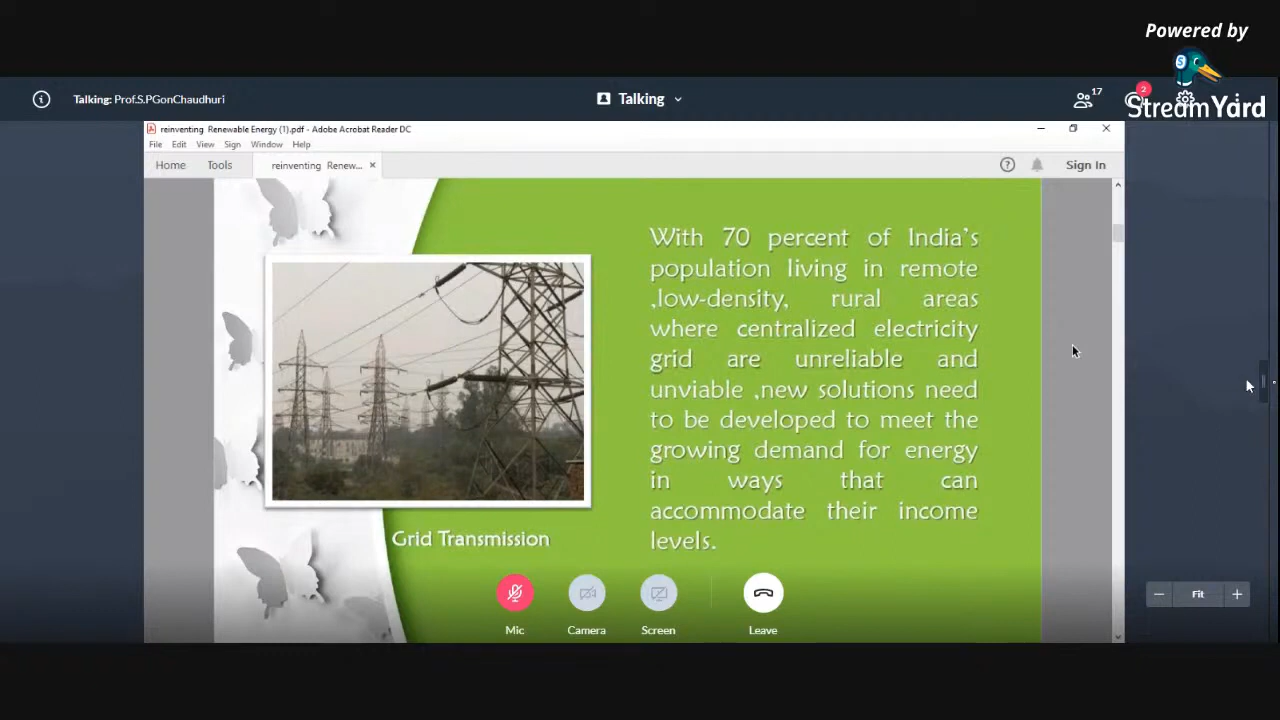 Powered by
StreamYard
Talking: Prof.S.PGonChaudhuri
Talking
17
2
reinventing Renewable Energy (1).pdf - Adobe Acrobat Reader DC
File Edit View Sign Window Help
Home Tools reinventing Renew... Sign In
With 70 percent of India's
population living in remote
,low-density, rural areas
where centralized electricity
grid are unreliable and
unviable ,new solutions need
to be developed to meet the
growing demand for energy
in ways that can
accommodate their income
levels.
Grid Transmission
Mic Camera Screen Leave
Fit